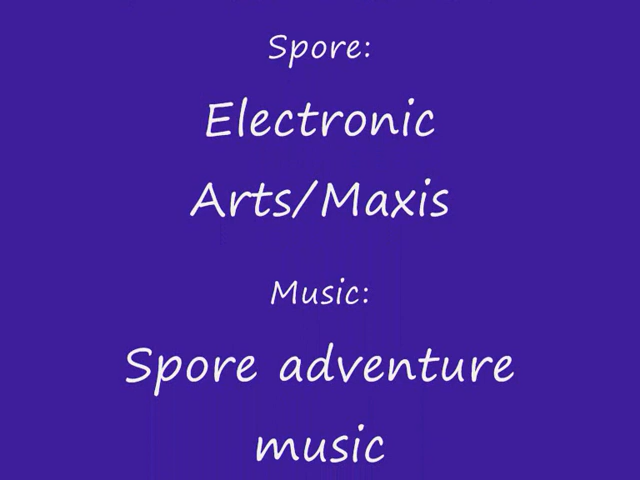 Spore:
Electronic
Arts/Maxis
Music:
Spore adventure
music